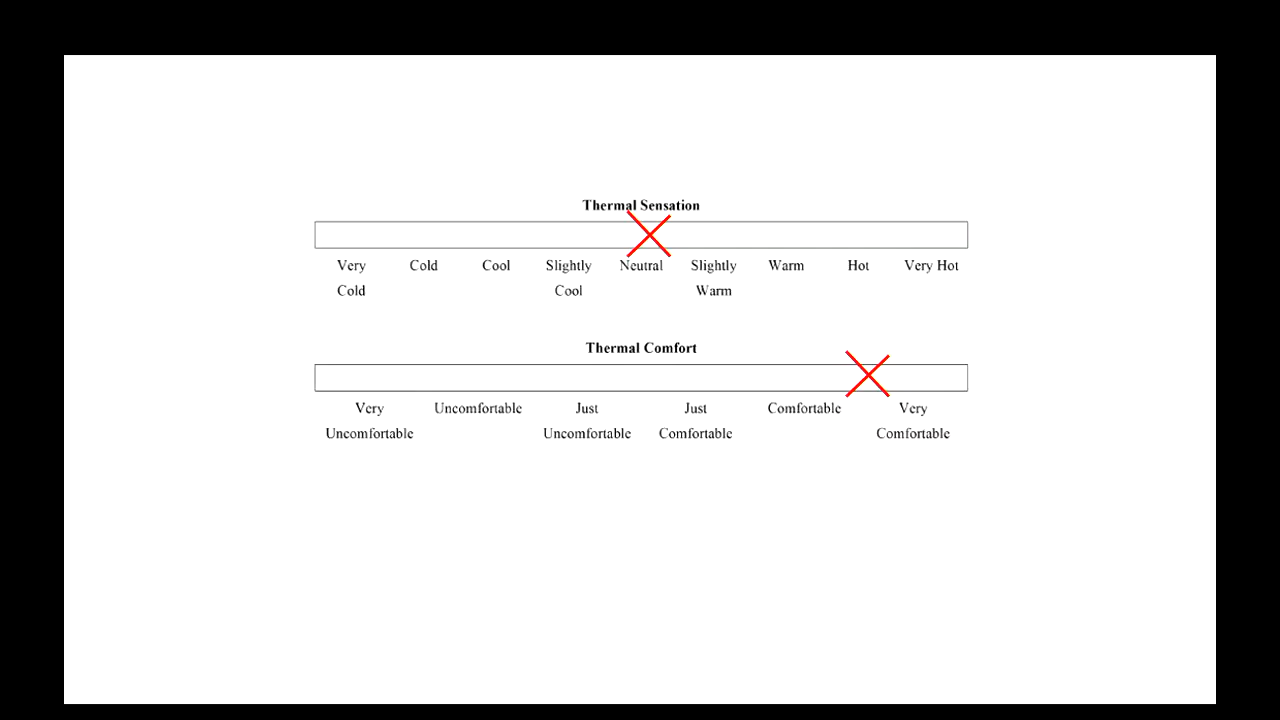 Thermal Sensation
Very Cold Cool Slightly Neutral Slightly Warm Hot Very Hot
Cold Cool Warm
Thermal Comfort
Very Uncomfortable Just Just Comfortable Very
Uncomfortable Uncomfortable Comfortable Comfortable